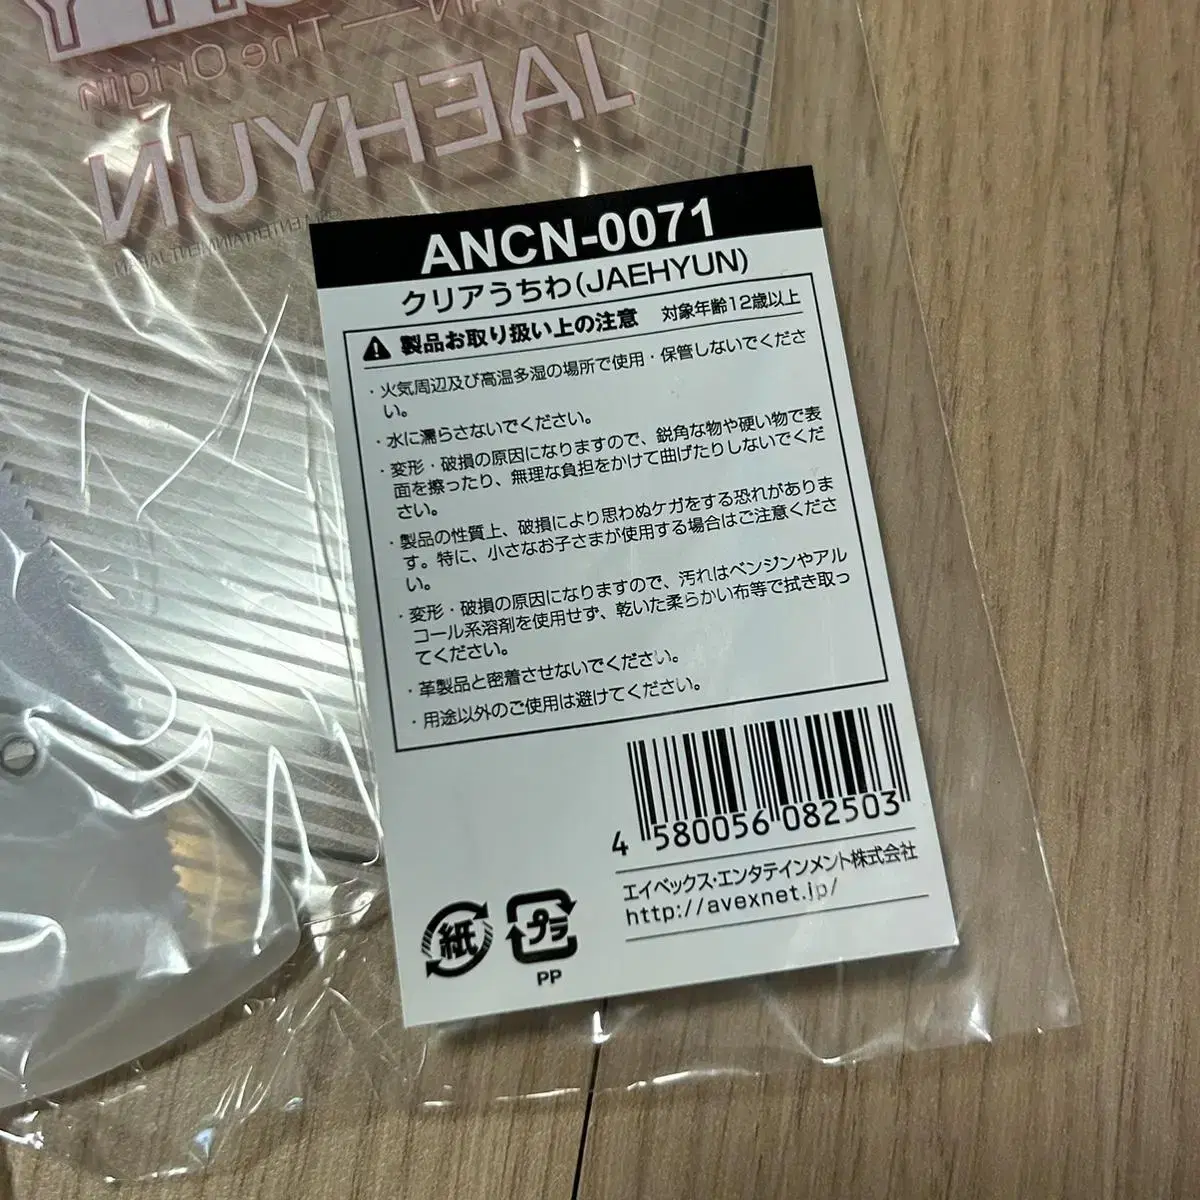 The Origin
JAEHYUN
ANCN-0071
クリアうちわ(JAEHYUN)
製品お取り扱い上の注意 対象年齢12歳以上
・火気周辺及び高温多湿の場所で使用・保管しないでくださ
い。
・水に濡らさないでください。
・変形・破損の原因になりますので、鋭角な物や硬い物で表
面を擦ったり、無理な負担をかけて曲げたりしないでくだ
さい。
・製品の性質上、破損により思わぬケガをする恐れがありま
す。特に、小さなお子さまが使用する場合はご注意くださ
い。
・変形・破損の原因になりますので、汚れはベンジンやアル
コール系溶剤を使用せず、乾いた柔らかい布等で拭き取っ
てください。
・革製品と密着させないでください。
・用途以外のご使用は避けてください。
4 580056 082503
エイベックス・エンタテインメント株式会社
http://avexnet.jp/
紙
プラ
PP